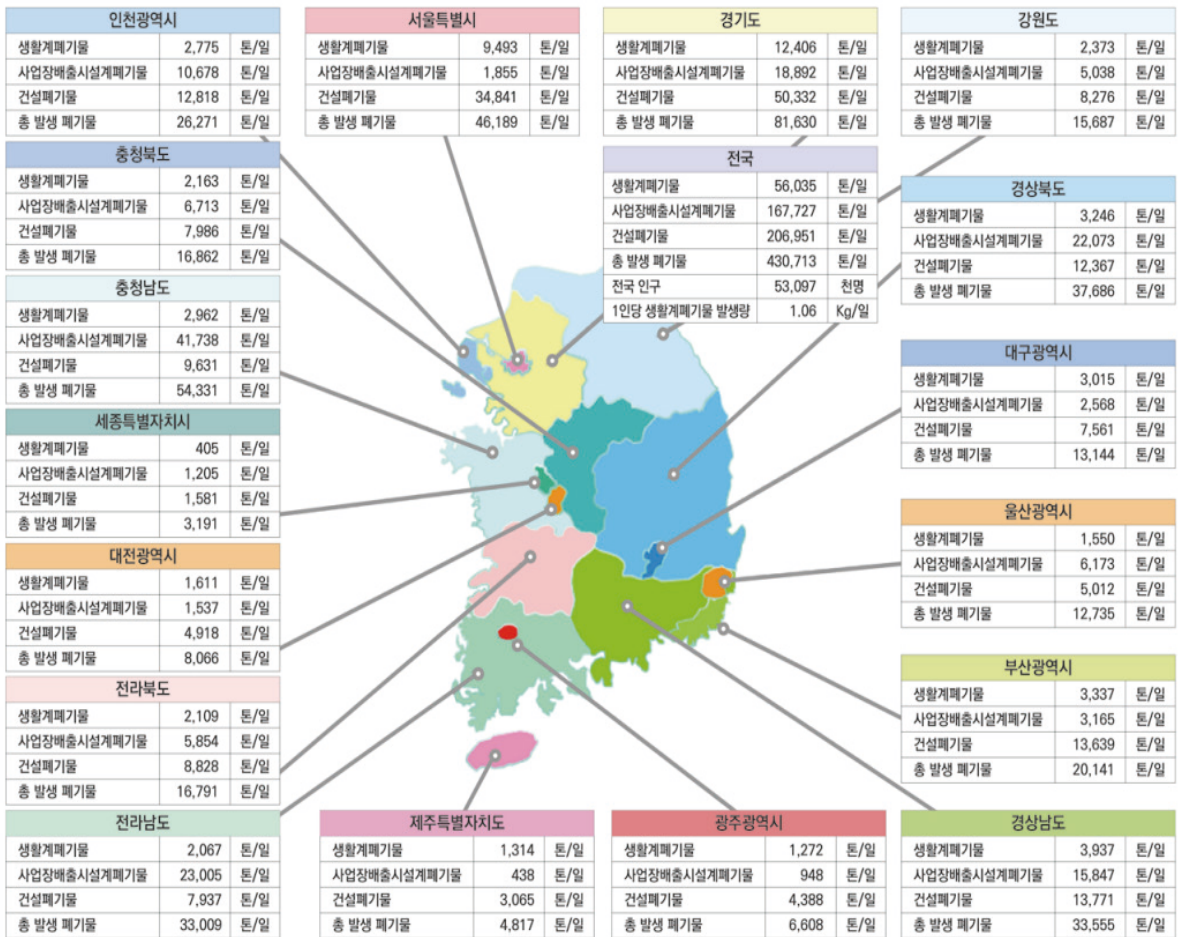 인천광역시
생활계폐기물 2,775 톤/일
사업장배출시설계폐기물 10,678 톤/일
건설폐기물 12,818 톤/일
총 발생 폐기물 26,271 톤/일
서울특별시
생활계폐기물 9,493 톤/일
사업장배출시설계폐기물 1,855 톤/일
건설폐기물 34,841 톤/일
총 발생 폐기물 46,189 톤/일
경기도
생활계폐기물 12,406 톤/일
사업장배출시설계폐기물 18,892 톤/일
건설폐기물 50,332 톤/일
총 발생 폐기물 81,630 톤/일
강원도
생활계폐기물 2,373 톤/일
사업장배출시설계폐기물 5,038 톤/일
건설폐기물 8,276 톤/일
총 발생 폐기물 15,687 톤/일
충청북도
생활계폐기물 2,163 톤/일
사업장배출시설계폐기물 6,713 톤/일
건설폐기물 7,986 톤/일
총 발생 폐기물 16,862 톤/일
전국
생활계폐기물 56,035 톤/일
사업장배출시설계폐기물 167,727 톤/일
건설폐기물 206,951 톤/일
총 발생 폐기물 430,713 톤/일
전국 인구 53,097 천명
1인당 생활계폐기물 발생량 1.06 Kg/일
경상북도
생활계폐기물 3,246 톤/일
사업장배출시설계폐기물 22,073 톤/일
건설폐기물 12,367 톤/일
총 발생 폐기물 37,686 톤/일
충청남도
생활계폐기물 2,962 톤/일
사업장배출시설계폐기물 41,738 톤/일
건설폐기물 9,631 톤/일
총 발생 폐기물 54,331 톤/일
대구광역시
생활계폐기물 3,015 톤/일
사업장배출시설계폐기물 2,568 톤/일
건설폐기물 7,561 톤/일
총 발생 폐기물 13,144 톤/일
세종특별자치시
생활계폐기물 405 톤/일
사업장배출시설계폐기물 1,205 톤/일
건설폐기물 1,581 톤/일
총 발생 폐기물 3,191 톤/일
울산광역시
생활계폐기물 1,550 톤/일
사업장배출시설계폐기물 6,173 톤/일
건설폐기물 5,012 톤/일
총 발생 폐기물 12,735 톤/일
대전광역시
생활계폐기물 1,611 톤/일
사업장배출시설계폐기물 1,537 톤/일
건설폐기물 4,918 톤/일
총 발생 폐기물 8,066 톤/일
부산광역시
생활계폐기물 3,337 톤/일
사업장배출시설계폐기물 3,165 톤/일
건설폐기물 13,639 톤/일
총 발생 폐기물 20,141 톤/일
전라북도
생활계폐기물 2,109 톤/일
사업장배출시설계폐기물 5,854 톤/일
건설폐기물 8,828 톤/일
총 발생 폐기물 16,791 톤/일
전라남도
생활계폐기물 2,067 톤/일
사업장배출시설계폐기물 23,005 톤/일
건설폐기물 7,937 톤/일
총 발생 폐기물 33,009 톤/일
제주특별자치도
생활계폐기물 1,314 톤/일
사업장배출시설계폐기물 438 톤/일
건설폐기물 3,065 톤/일
총 발생 폐기물 4,817 톤/일
광주광역시
생활계폐기물 1,272 톤/일
사업장배출시설계폐기물 948 톤/일
건설폐기물 4,388 톤/일
총 발생 폐기물 6,608 톤/일
경상남도
생활계폐기물 3,937 톤/일
사업장배출시설계폐기물 15,847 톤/일
건설폐기물 13,771 톤/일
총 발생 폐기물 33,555 톤/일